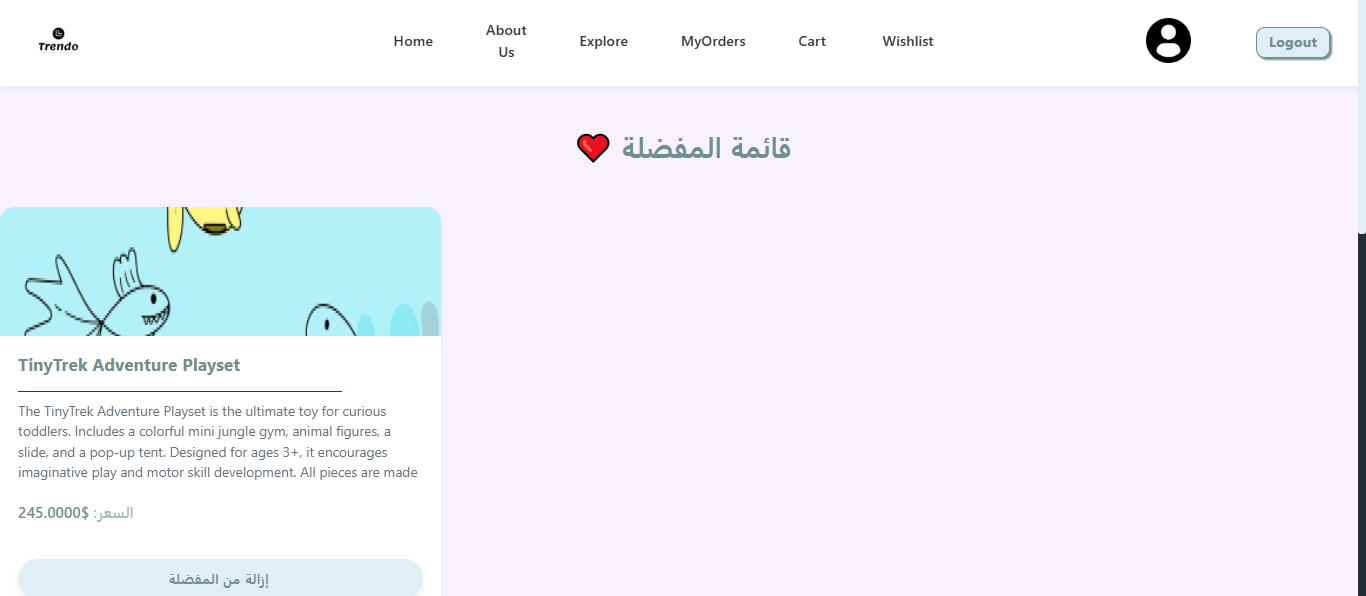 Trendo
Home
About
Us
Explore
MyOrders
Cart
Wishlist
Logout
قائمة المفضلة
TinyTrek Adventure Playset
The TinyTrek Adventure Playset is the ultimate toy for curious
toddlers. Includes a colorful mini jungle gym, animal figures, a
slide, and a pop-up tent. Designed for ages 3+, it encourages
imaginative play and motor skill development. All pieces are made
السعر: 245.0000$
إزالة من المفضلة